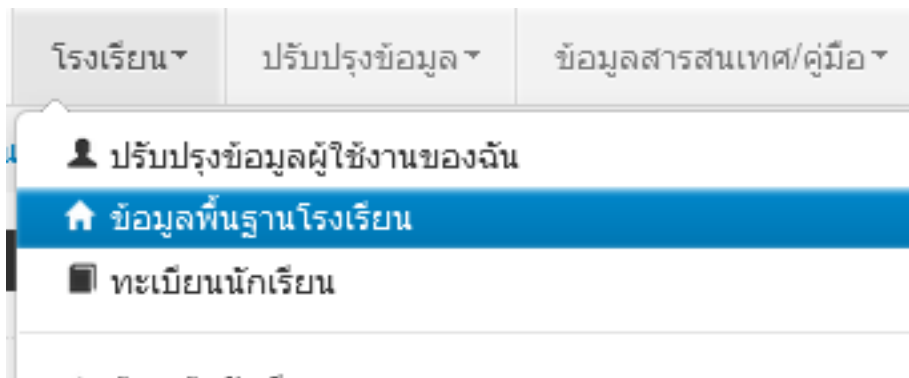 โรงเรียน ปรับปรุงข้อมูล ข้อมูลสารสนเทศ/คู่มือ
ปรับปรุงข้อมูลผู้ใช้งานของฉัน
ข้อมูลพื้นฐานโรงเรียน
ทะเบียนนักเรียน